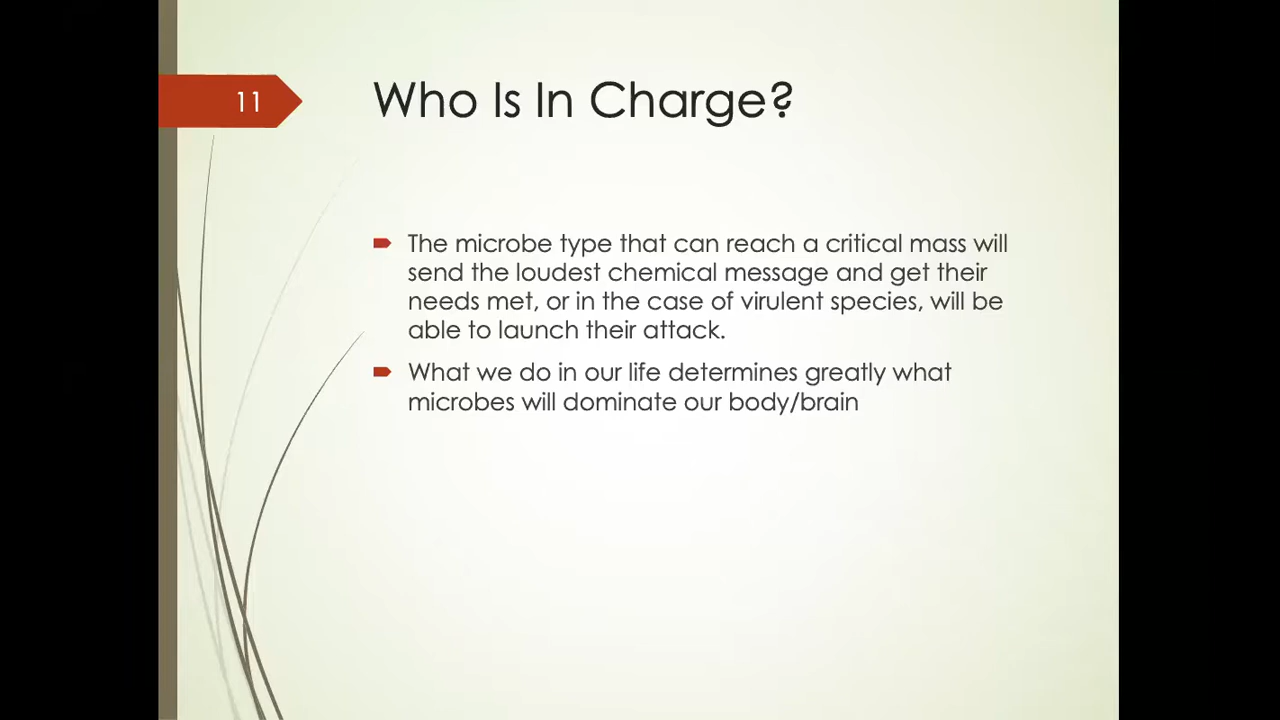 11
Who Is In Charge?
The microbe type that can reach a critical mass will
send the loudest chemical message and get their
needs met, or in the case of virulent species, will be
able to launch their attack.
What we do in our life determines greatly what
microbes will dominate our body/brain